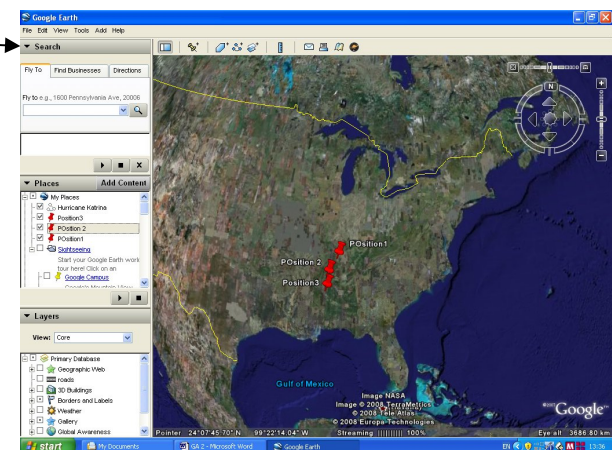 Google Earth
File Edit View Tools Add Help
Search
Fly To Find Businesses Directions
Fly to e.g., 1600 Pennsylvania Ave, 20006
Places Add Content
My Places
Hurricane Katrina
Position3
POsition 2
POsition1
Sightseeing
Start your Google Earth work
tour here! Click on an
Google Campus
Layers
View: Core
Primary Database
Geographic Web
roads
3D Buildings
Borders and Labels
Weather
Gallery
Global Awareness
N
POsition1
POsition 2
Position3
Gulf of Mexico
Image NASA
Image © 2008 TerraMetrics
© 2008 Tele Atlas
© 2008 Europa Technologies
Google
Pointer 24°07'45.70" N 99°22'14.04" W Streaming 100% Eye alt 3686.80 km
start My Documents GA 2 - Microsoft Word Google Earth EN 13:36